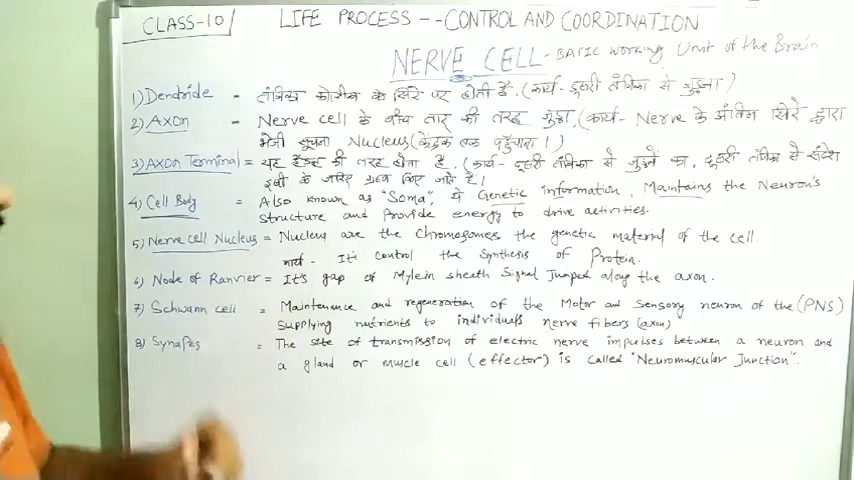 CLASS-10 LIFE PROCESS -- CONTROL AND COORDINATION
NERVE CELL - BASIC working Unit of the Brain
1) Dendride = तंत्रिका कोशीका के सिरे पर होती है. (कार्य- दूसरी तंत्रिका से जुड़ना)
2) Axon = Nerve cell के बीच तार की तरह जुड़ा. (कार्य- Nerve के अंतिम सिरे द्वारा
भेजी सूचना Nucleus (केंद्रक तक पहुँचाना।)
3) AXON Terminal = यह हैण्डल की तरह होता है. (कार्य- दूसरी तंत्रिका से जुड़ने का, दूसरी तंत्रिका से संदेश
इसी के जरिए ग्रहण किए जाते है।
4) Cell Body = Also known as "Soma", ये Genetic information, Maintains the Neuron's
structure and Provide energy to drive activities.
5) Nerve cell Nucleus = Nucleus are the Chromosomes the genetic material of the cell
कार्य - It's control the Synthesis of Protein.
6) Node of Ranvier = It's gap of Mylein sheath Signal Jumped along the axon.
7) Schwann cell = Maintenance and regeneration of the Motor and Sensory neuron of the (PNS)
Supplying nutrients to individuals nerve fibers (axon)
8) Synapes = The site of transmission of electric nerve impulses between a neuron and
a gland or muscle cell (effector) is called "Neuromuscular Junction".